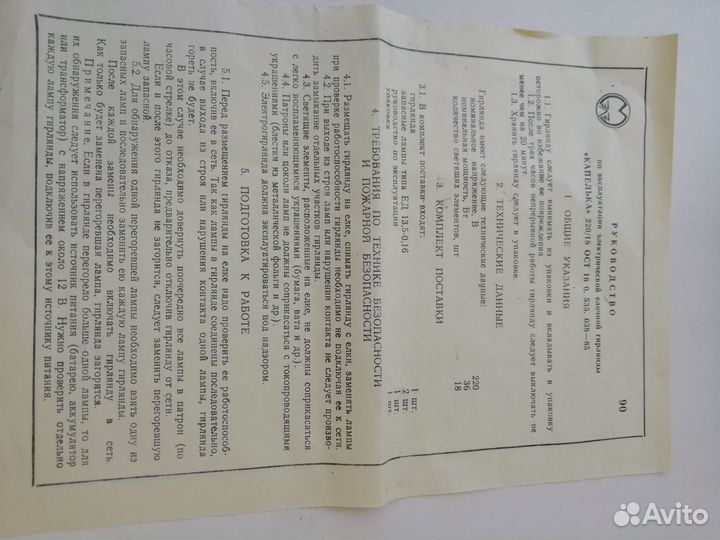 90
РУКОВОДСТВО
по эксплуатации электрической елочной гирлянды
«КАПЕЛЬКА» 220/18 ОСТ 16 0. 535. 038—85
1. ОБЩИЕ УКАЗАНИЯ
1.1. Гирлянду следует вынимать из упаковки и вкладывать в упаковку
осторожно во избежание ее повреждения.
1.2. После трех часов непрерывной работы гирлянду следует выключать не
менее чем на 20 минут.
1.3. Хранить гирлянду следует в упаковке.
2. ТЕХНИЧЕСКИЕ ДАННЫЕ
Гирлянда имеет следующие технические данные:
номинальное напряжение, В 220
номинальная мощность, Вт 36
количество светящих элементов, шт 18
3. КОМПЛЕКТ ПОСТАВКИ
3.1. В комплект поставки входят:
гирлянда 1 шт.
запасные лампы типа ЕЛ 13,5-0,16 2 шт.
руководство по эксплуатации 1 шт.
упаковка 1 шт.
4. ТРЕБОВАНИЯ ПО ТЕХНИКЕ БЕЗОПАСНОСТИ
И ПОЖАРНОЙ БЕЗОПАСНОСТИ
4.1. Размещать гирлянду на елке, снимать гирлянду с елки, заменять лампы
при проверке работоспособности гирлянды необходимо не подключая ее к сети.
4.2. При выходе из строя ламп или нарушении контакта не следует произво-
дить замыкание отдельных участков гирлянды.
4.3. Светящие элементы, расположенные на елке, не должны соприкасаться
с легко воспламеняющимися украшениями (бумага, вата и др.).
4.4. Патроны или цоколи ламп не должны соприкасаться с токопроводящими
украшениями (блестки из металлической фольги и др.).
4.5. Электрогирлянда должна эксплуатироваться под надзором.
5. ПОДГОТОВКА К РАБОТЕ
5.1. Перед размещением гирлянды на елке надо проверить ее работоспособ-
ность, включив ее в сеть. Так как лампы в гирлянде соединены последовательно,
в случае выхода из строя или нарушения контакта одной лампы, гирлянда
гореть не будет.
В этом случае необходимо довернуть поочередно все лампы в патрон (по
часовой стрелке) до отказа, предварительно отключив гирлянду от сети.
Если и после этого гирлянда не загорится, следует заменить перегоревшую
лампу запасной.
5.2. Для обнаружения одной перегоревшей лампы необходимо взять одну из
запасных ламп и последовательно заменить ею каждую лампу гирлянды.
После каждой замены необходимо включать гирлянду в сеть.
Как только будет заменена перегоревшая лампа, гирлянда загорится.
Примечание. Если в гирлянде перегорело больше одной лампы, то для
их обнаружения следует использовать источник питания (батарею, аккумулятор
или трансформатор) с напряжением около 12 В. Нужно проверить отдельно
каждую лампу гирлянды, подключив ее к этому источнику питания.
Avito